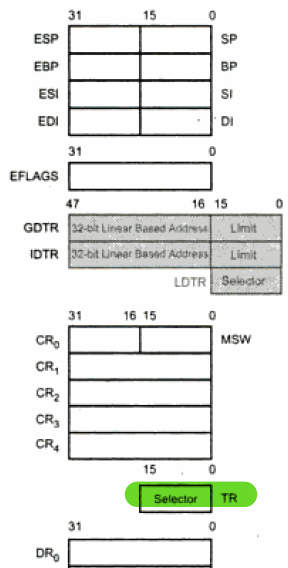 31 15 0
ESP SP
EBP BP
ESI SI
EDI DI
31 0
EFLAGS
47 16 15 0
GDTR 32-bit Linear Based Address Limit
IDTR 32-bit Linear Based Address Limit
LDTR Selector
31 16 15 0
CR0 MSW
CR1
CR2
CR3
CR4
15 0
Selector TR
31 0
DR0